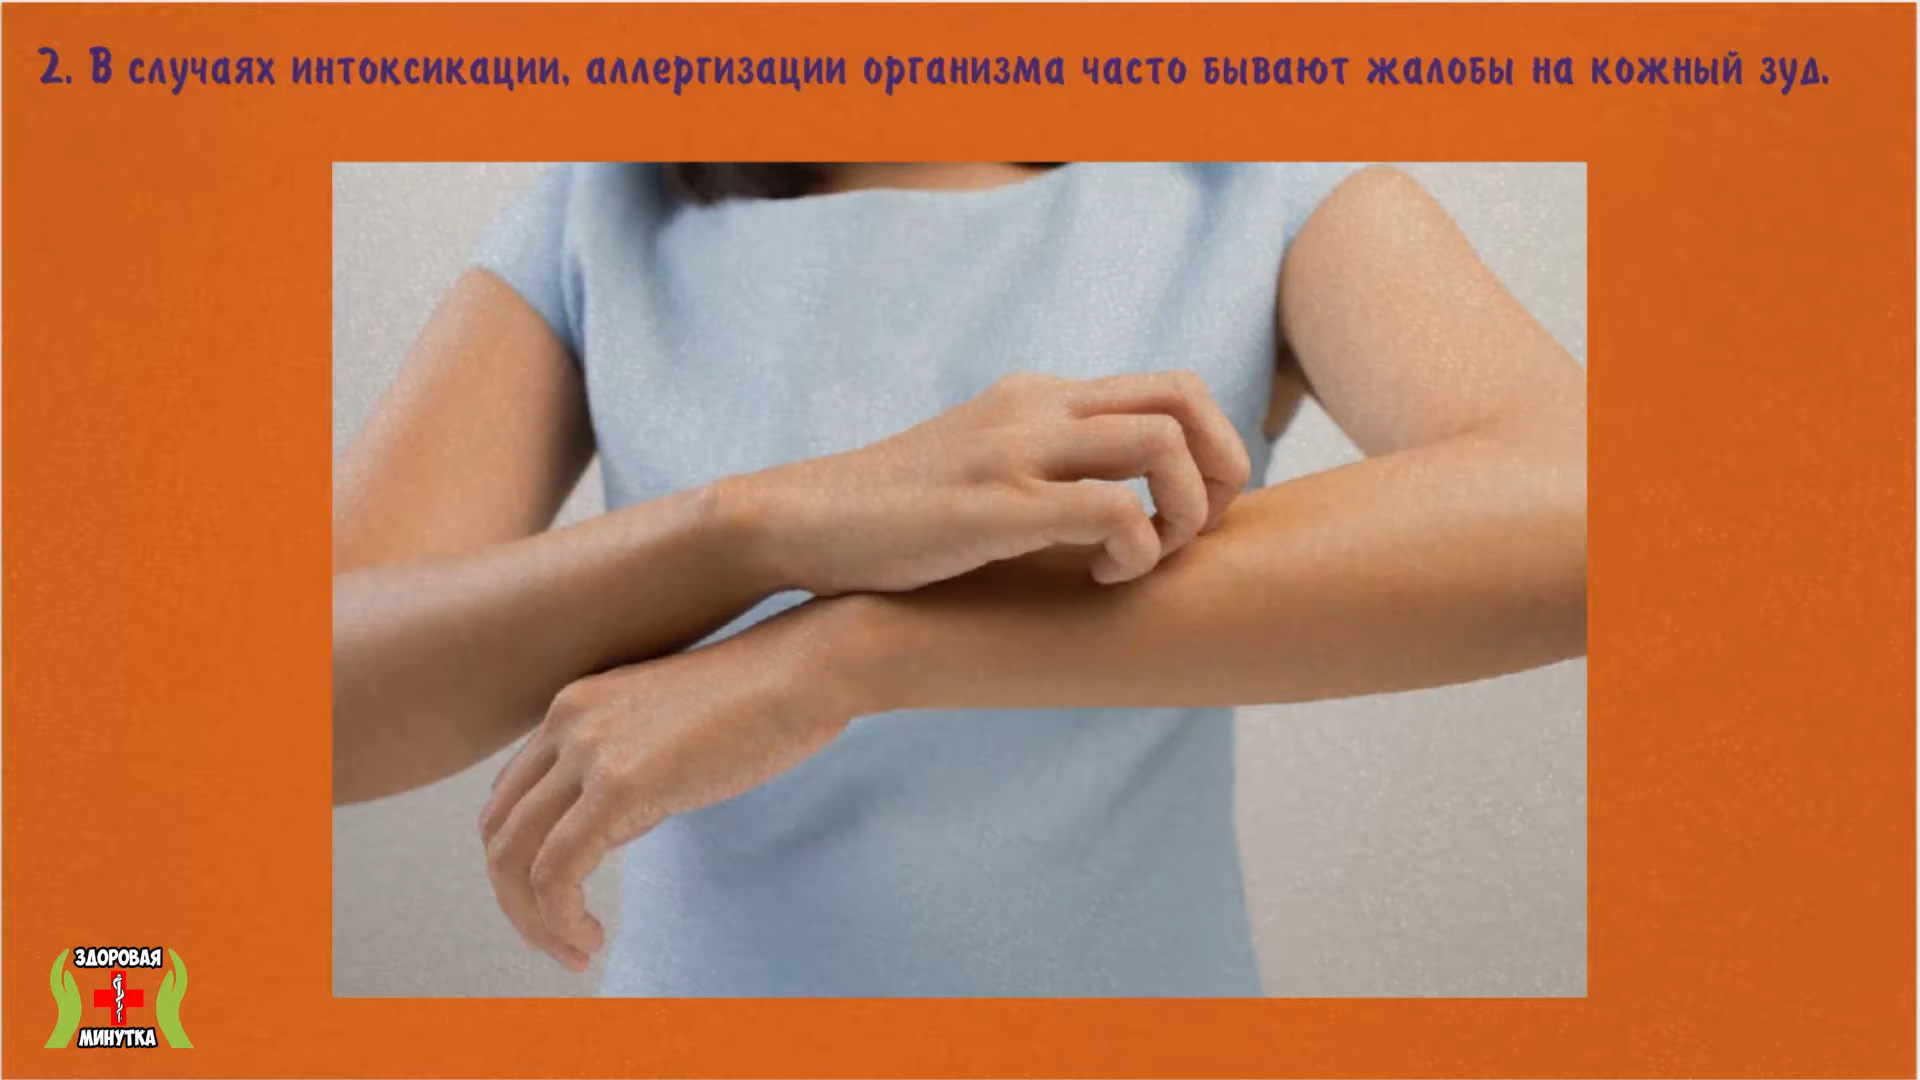 2. В случаях интоксикации, аллергизации организма часто бывают жалобы на кожный зуд.
ЗДОРОВАЯ
МИНУТКА